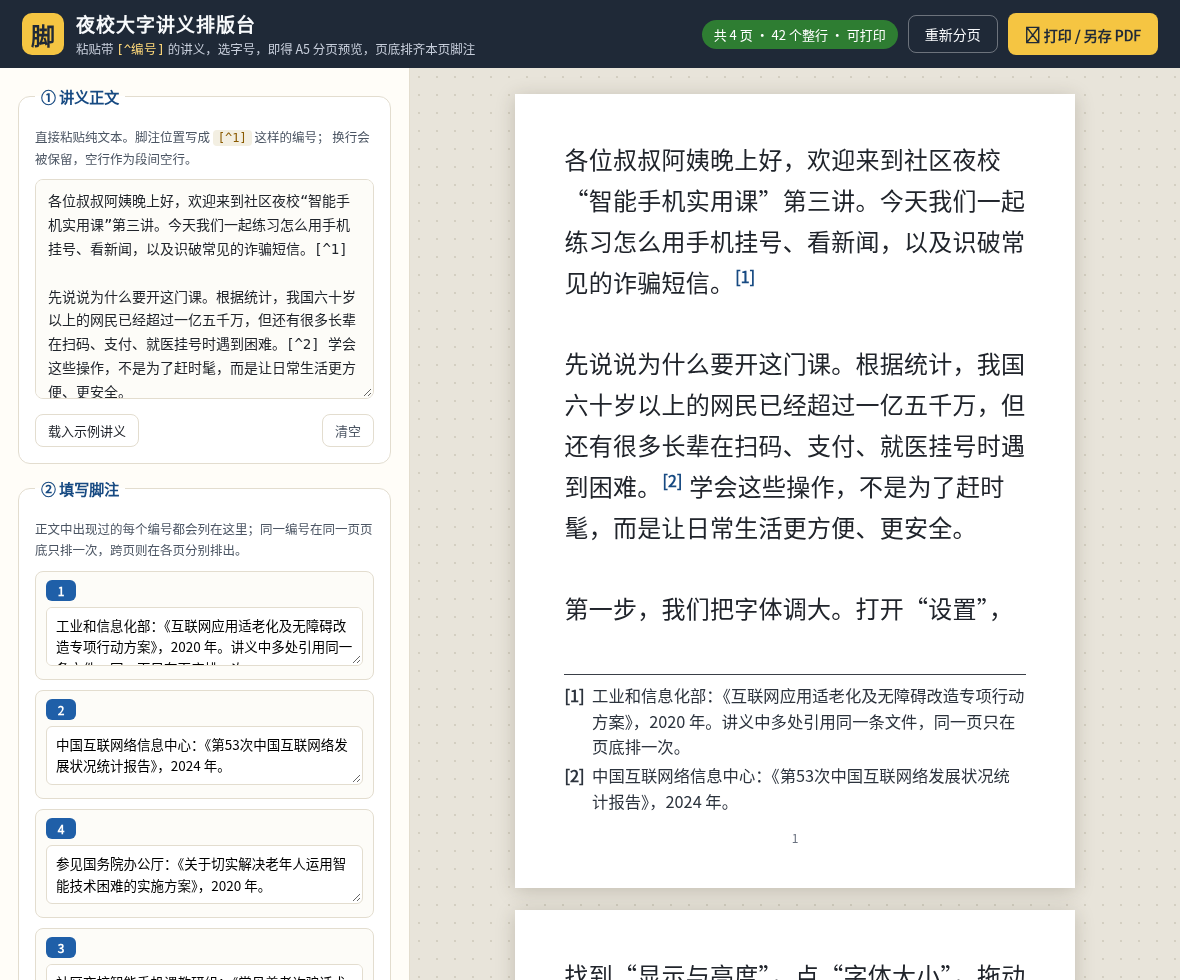 脚
夜校大字讲义排版台
粘贴带 [^编号] 的讲义，选字号，即得 A5 分页预览，页底排齐本页脚注
共 4 页 · 42 个整行 · 可打印
重新分页
打印 / 另存 PDF
① 讲义正文
直接粘贴纯文本。脚注位置写成 [^1] 这样的编号； 换行会
被保留，空行作为段间空行。
各位叔叔阿姨晚上好，欢迎来到社区夜校“智能手
机实用课”第三讲。今天我们一起练习怎么用手机
挂号、看新闻，以及识破常见的诈骗短信。[^1]
先说说为什么要开这门课。根据统计，我国六十岁
以上的网民已经超过一亿五千万，但还有很多长辈
在扫码、支付、就医挂号时遇到困难。[^2] 学会
这些操作，不是为了赶时髦，而是让日常生活更方
便、更安全。
载入示例讲义
清空
② 填写脚注
正文中出现过的每个编号都会列在这里；同一编号在同一页页
底只排一次，跨页则在各页分别排出。
1
工业和信息化部：《互联网应用适老化及无障碍改
造专项行动方案》，2020 年。讲义中多处引用同一
2
中国互联网络信息中心：《第53次中国互联网络发
展状况统计报告》，2024 年。
4
参见国务院办公厅：《关于切实解决老年人运用智
能技术困难的实施方案》，2020 年。
3
各位叔叔阿姨晚上好，欢迎来到社区夜校
“智能手机实用课”第三讲。今天我们一起
练习怎么用手机挂号、看新闻，以及识破常
见的诈骗短信。[1]
先说说为什么要开这门课。根据统计，我国
六十岁以上的网民已经超过一亿五千万，但
还有很多长辈在扫码、支付、就医挂号时遇
到困难。[2] 学会这些操作，不是为了赶时
髦，而是让日常生活更方便、更安全。
第一步，我们把字体调大。打开“设置”，
[1] 工业和信息化部：《互联网应用适老化及无障碍改造专项行动
方案》，2020 年。讲义中多处引用同一条文件，同一页只在
页底排一次。
[2] 中国互联网络信息中心：《第53次中国互联网络发展状况统
计报告》，2024 年。
1
找到“显示与亮度”，点“字体大小”，拖动